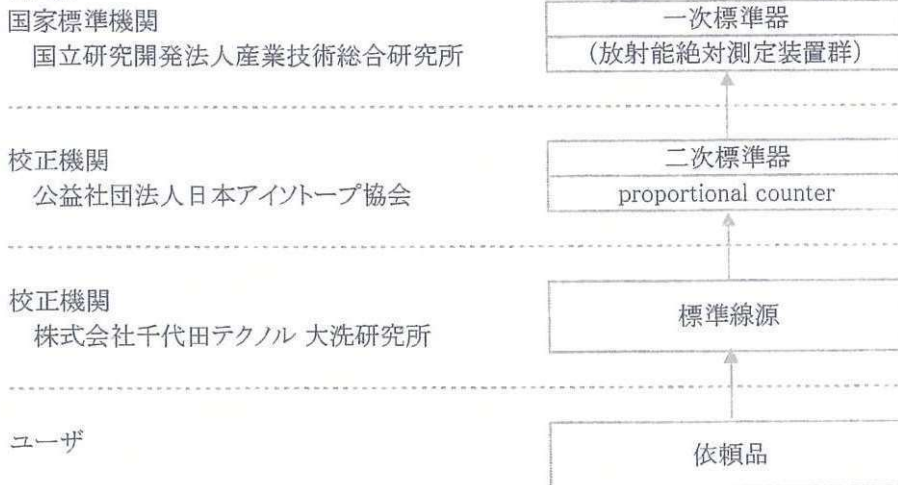 国家標準機関
国立研究開発法人産業技術総合研究所
一次標準器
(放射能絶対測定装置群)
校正機関
公益社団法人日本アイソトープ協会
二次標準器
proportional counter
校正機関
株式会社千代田テクノル 大洗研究所
標準線源
ユーザ
依頼品